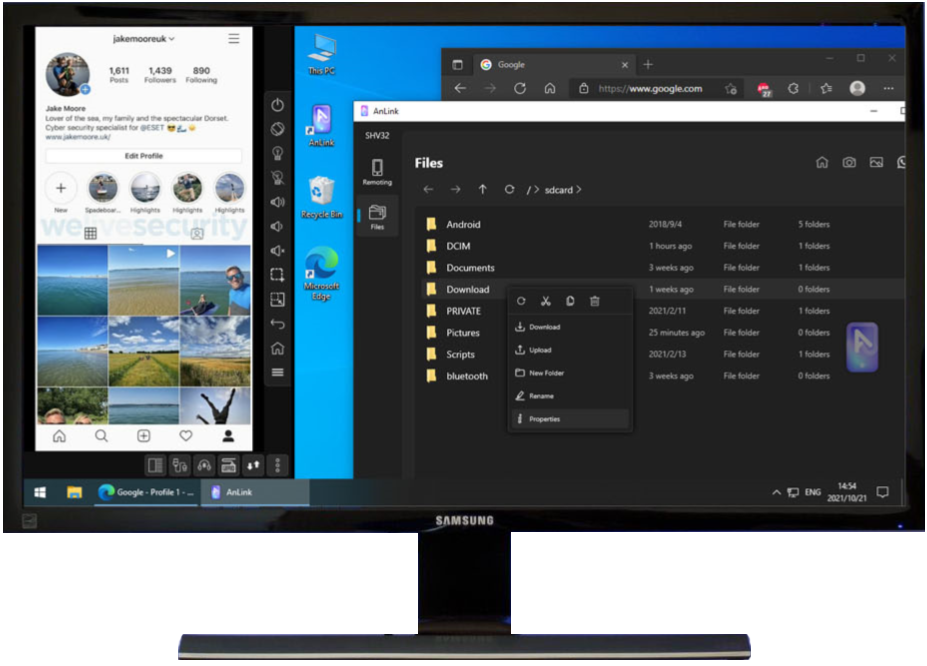 jakemooreuk
1,611
Posts
1,439
Followers
890
Following
Jake Moore
Lover of the sea, my family and the spectacular Dorset.
Cyber security specialist for @ESET 😎🌊🌞
www.jakemoore.uk/
Edit Profile
New
Spedeboar...
Highlights
Highlights
Highlights
welivesecurity
This PC
AnLink
Recycle Bin
Microsoft
Edge
Google
https://www.google.com
27
AnLink
SHV32
Remoting
Files
Files
/ > sdcard >
Android 2018/9/4 File folder 5 folders
DCIM 1 hours ago File folder 1 folders
Documents 3 weeks ago File folder 1 folders
Download 1 weeks ago File folder 0 folders
PRIVATE 2021/2/11 File folder 1 folders
Pictures 25 minutes ago File folder 0 folders
Scripts 2021/2/13 File folder 1 folders
bluetooth 3 weeks ago File folder 0 folders
Download
Upload
New Folder
Rename
Properties
Google - Profile 1 - ...
AnLink
ENG
14:54
2021/10/21
SAMSUNG